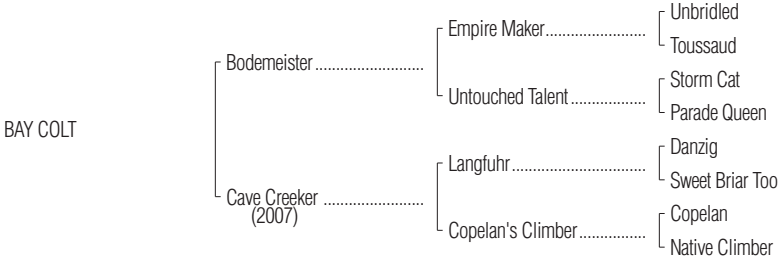 Unbridled
Empire Maker..........................
Toussaud
Bodemeister ..........................
Storm Cat
Untouched Talent..................
Parade Queen
BAY COLT
Danzig
Langfuhr................................
Sweet Briar Too
Cave Creeker ........................
(2007)
Copelan
Copelan's Climber................
Native Climber